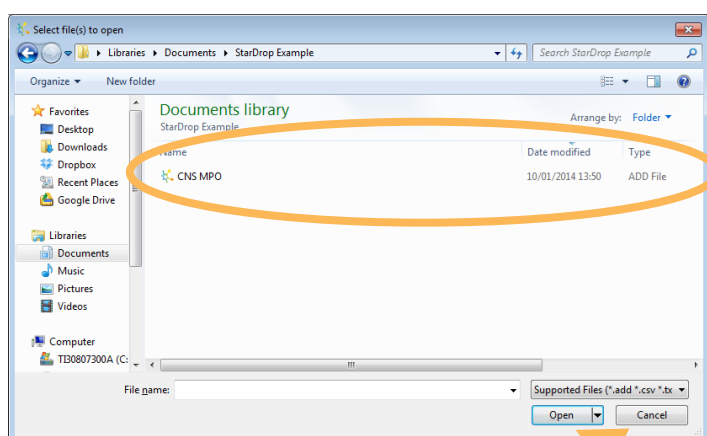 Select file(s) to open
Libraries ▸ Documents ▸ StarDrop Example
Search StarDrop Example
Organize New folder
Favorites
Desktop
Downloads
Dropbox
Recent Places
Google Drive
Libraries
Documents
Music
Pictures
Videos
Computer
TI30807300A (C:
Documents library
StarDrop Example
Arrange by: Folder
Name Date modified Type
CNS MPO 10/01/2014 13:50 ADD File
File name:
Supported Files (*.add *.csv *.tx
Open Cancel